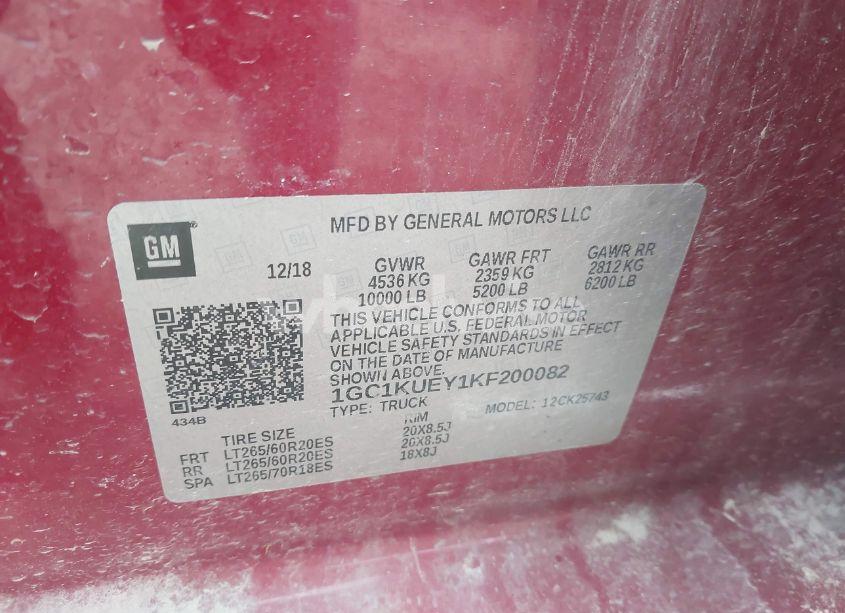 GM
MFD BY GENERAL MOTORS LLC
12/18 GVWR GAWR FRT GAWR RR
4536 KG 2359 KG 2812 KG
10000 LB 5200 LB 6200 LB
THIS VEHICLE CONFORMS TO ALL
APPLICABLE U.S. FEDERAL MOTOR
VEHICLE SAFETY STANDARDS IN EFFECT
ON THE DATE OF MANUFACTURE
SHOWN ABOVE.
1GC1KUEY1KF200082
TYPE: TRUCK MODEL: 12CK25743
434B
TIRE SIZE RIM
FRT LT265/60R20ES 20X8.5J
RR LT265/60R20ES 20X8.5J
SPA LT265/70R18ES 18X8J